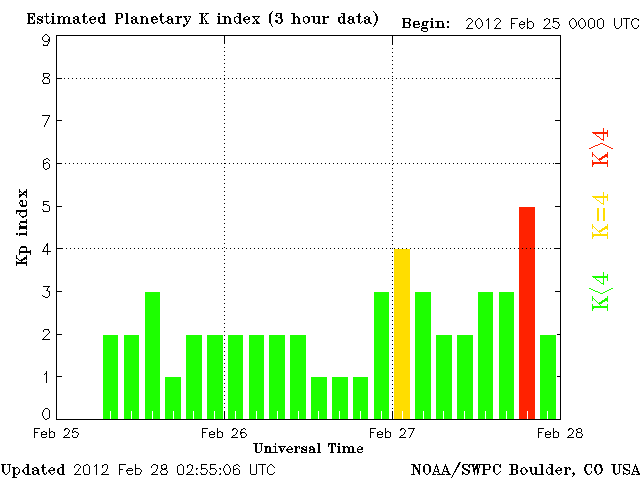 Estimated Planetary K index (3 hour data) Begin: 2012 Feb 25 0000 UTC
9
8
7
6
5
4
3
2
1
0
Kp index
K>4
K=4
K<4
Feb 25 Feb 26 Feb 27 Feb 28
Universal Time
Updated 2012 Feb 28 02:55:06 UTC NOAA/SWPC Boulder, CO USA